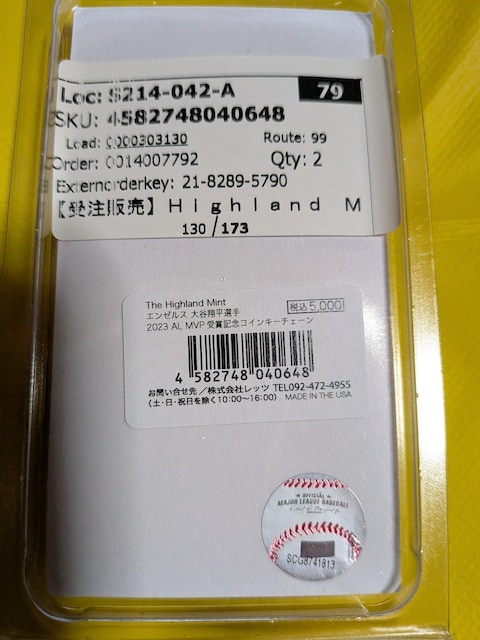 Loc: S214-042-A 79
SKU: 4582748040648
Load: 0000303130 Route: 99
Order: 0014007792 Qty: 2
Externorderkey: 21-8289-5790
【受注販売】Highland M
130/173
The Highland Mint
エンゼルス 大谷翔平選手 税込5,000
2023 AL MVP 受賞記念コインキーチェーン
4 582748 040648
お問い合せ先／株式会社レッツ TEL092-472-4955
(土・日・祝日を除く10:00～16:00) MADE IN THE USA
OFFICIAL
MAJOR LEAGUE BASEBALL
SCG8741813